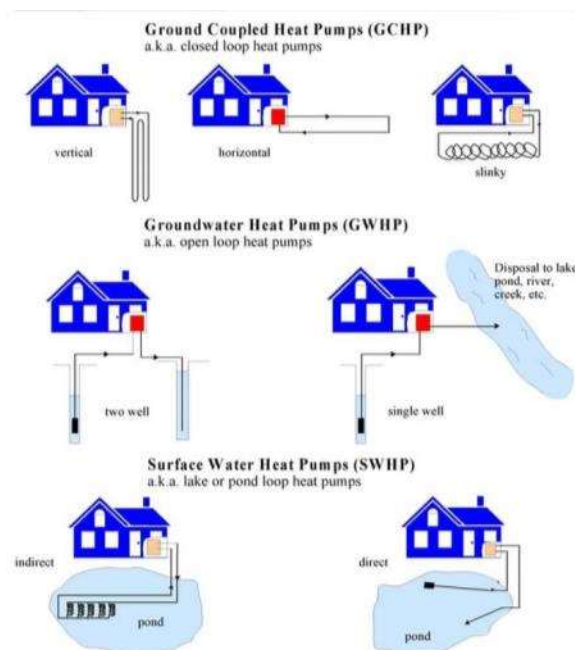 Ground Coupled Heat Pumps (GCHP)
a.k.a. closed loop heat pumps
vertical
horizontal
slinky
Groundwater Heat Pumps (GWHP)
a.k.a. open loop heat pumps
Disposal to lake
pond, river,
creek, etc.
two well
single well
Surface Water Heat Pumps (SWHP)
a.k.a. lake or pond loop heat pumps
indirect
direct
pond
pond